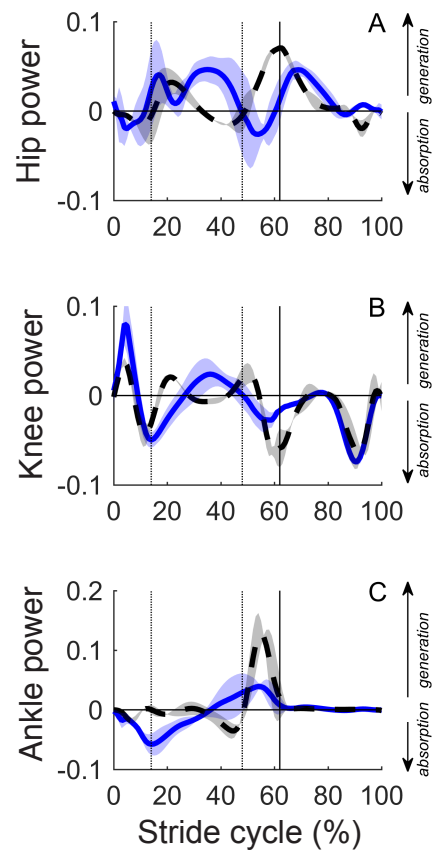 A
Hip power
0.1
0
-0.1
0 20 40 60 80 100
generation
absorption
B
Knee power
0.1
0
-0.1
0 20 40 60 80 100
generation
absorption
C
Ankle power
0.2
0.1
0
-0.1
0 20 40 60 80 100
generation
absorption
Stride cycle (%)